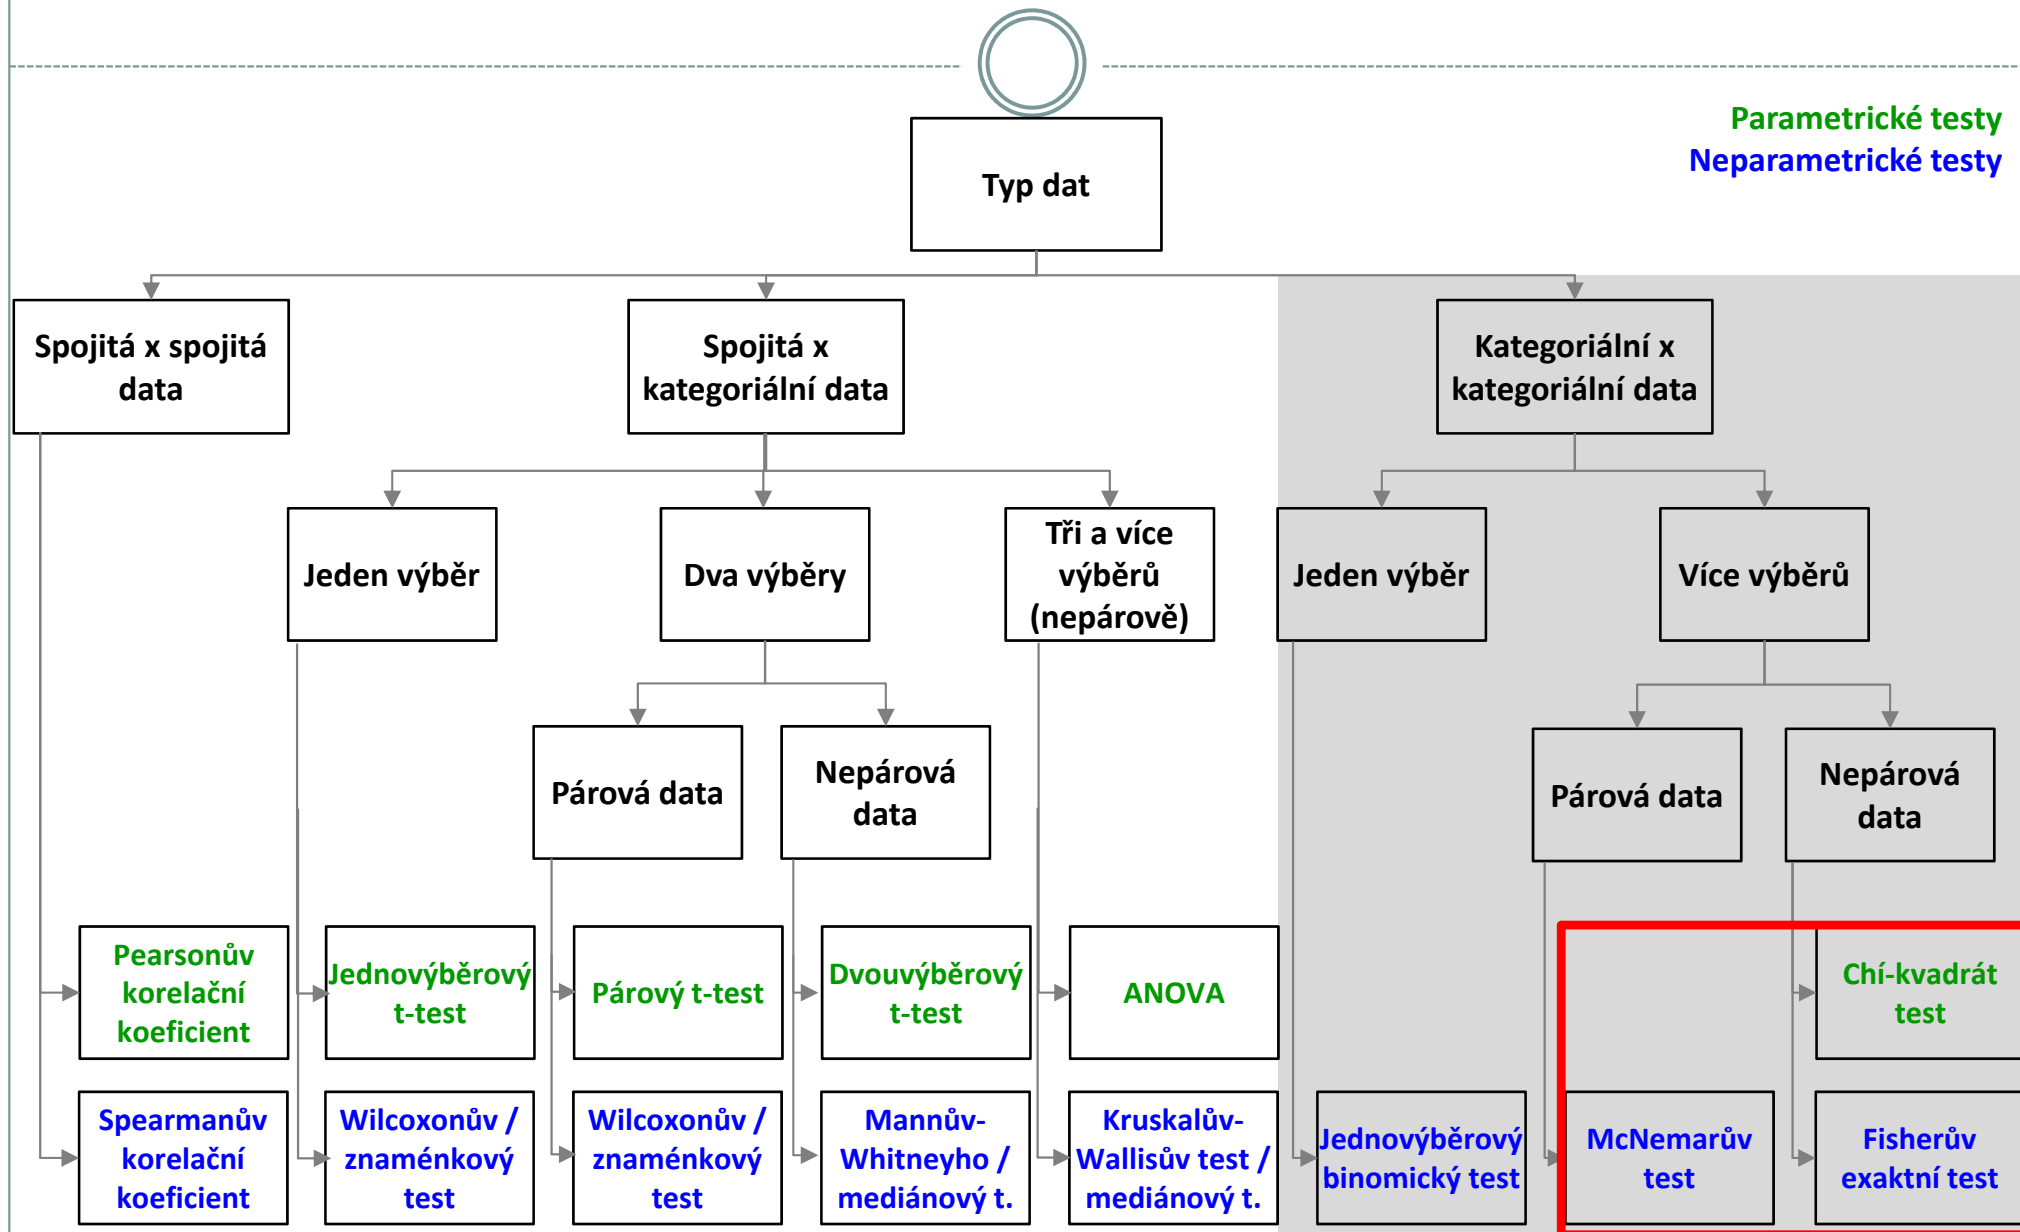 Parametrické testy
Neparametrické testy
Typ dat
Spojitá x spojitá
data
Spojitá x
kategoriální data
Kategoriální x
kategoriální data
Jeden výběr
Dva výběry
Tři a více
výběrů
(nepárově)
Jeden výběr
Více výběrů
Párová data
Nepárová
data
Párová data
Nepárová
data
Pearsonův
korelační
koeficient
Jednovýběrový
t-test
Párový t-test
Dvouvýběrový
t-test
ANOVA
Chí-kvadrát
test
Spearmanův
korelační
koeficient
Wilcoxonův /
znaménkový
test
Wilcoxonův /
znaménkový
test
Mannův-
Whitneyho /
mediánový t.
Kruskalův-
Wallisův test /
mediánový t.
Jednovýběrový
binomický test
McNemarův
test
Fisherův
exaktní test